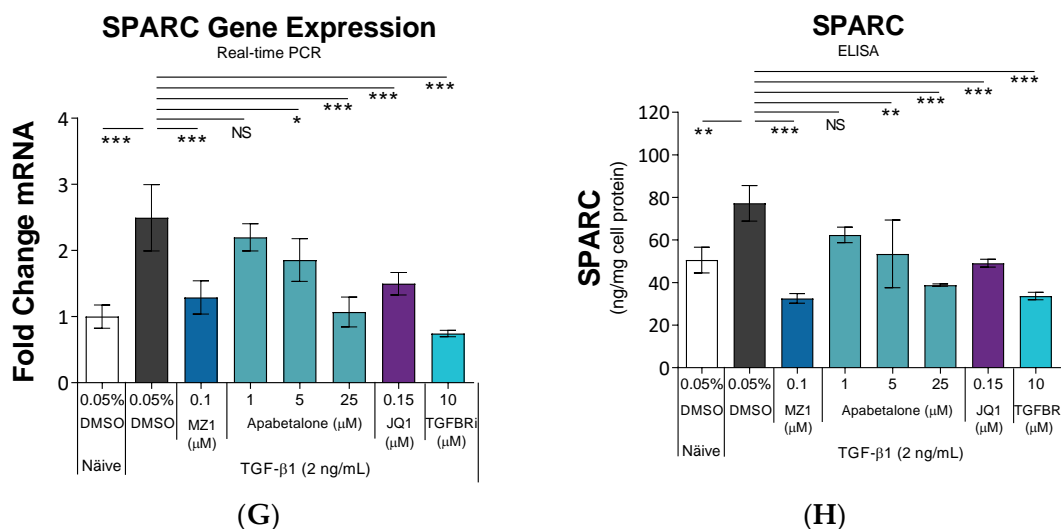 SPARC Gene Expression
Real-time PCR
***
***
***
NS
*
***
***
Fold Change mRNA
4
3
2
1
0
0.05% 0.05% 0.1 1 5 25 0.15 10
DMSO DMSO MZ1 Apabetalone (μM) JQ1 TGFBRi
(μM) (μM) (μM)
Näive TGF-β1 (2 ng/mL)
(G)
SPARC
ELISA
***
***
***
**
NS
**
***
SPARC
(ng/mg cell protein)
120
100
80
60
40
20
0
0.05% 0.05% 0.1 1 5 25 0.15 10
DMSO DMSO MZ1 Apabetalone (μM) JQ1 TGFBR
(μM) (μM) (μM)
Näive TGF-β1 (2 ng/mL)
(H)